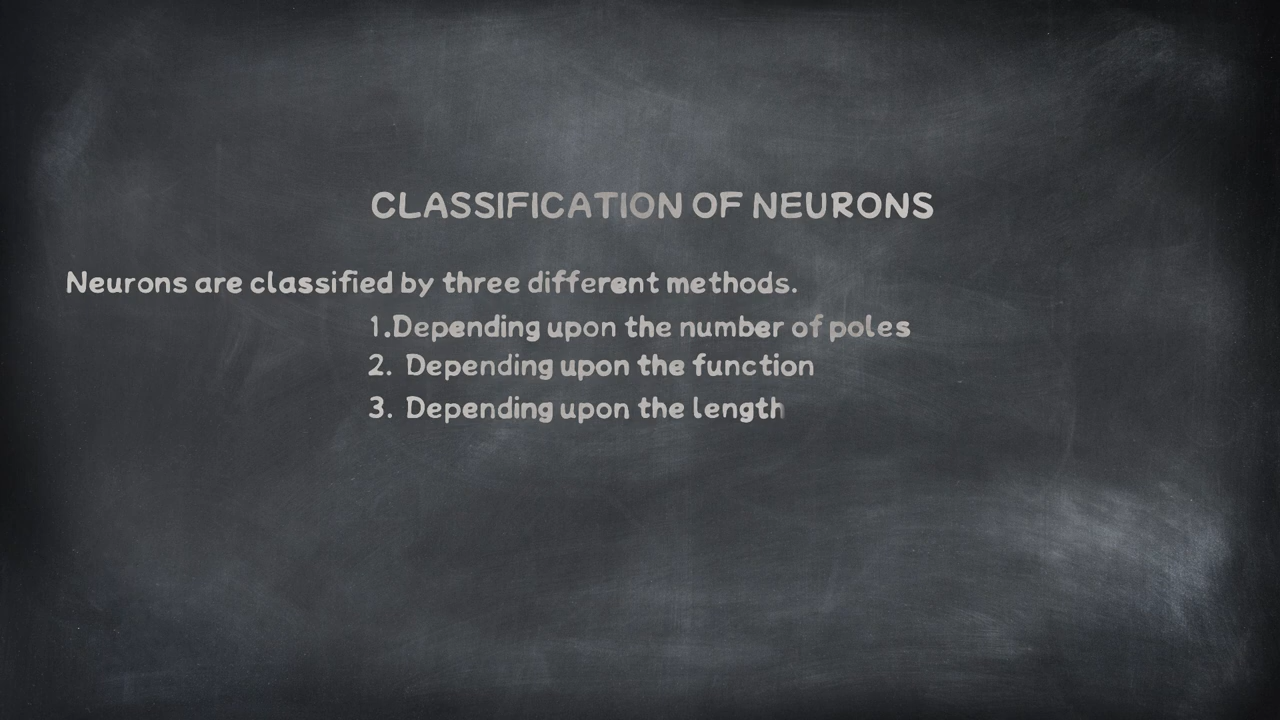 CLASSIFICATION OF NEURONS
Neurons are classified by three different methods.
1.Depending upon the number of poles
2. Depending upon the function
3. Depending upon the length